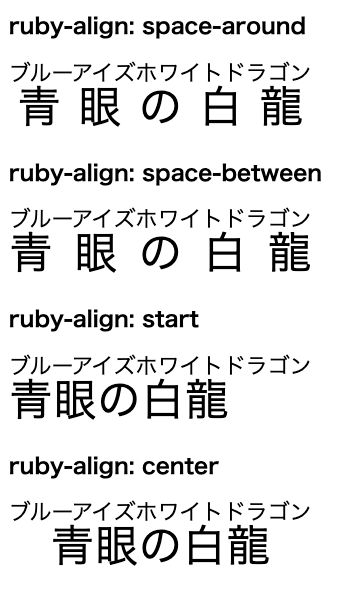 ruby-align: space-around
ブルーアイズホワイトドラゴン
青眼の白龍
ruby-align: space-between
ブルーアイズホワイトドラゴン
青眼の白龍
ruby-align: start
ブルーアイズホワイトドラゴン
青眼の白龍
ruby-align: center
ブルーアイズホワイトドラゴン
青眼の白龍